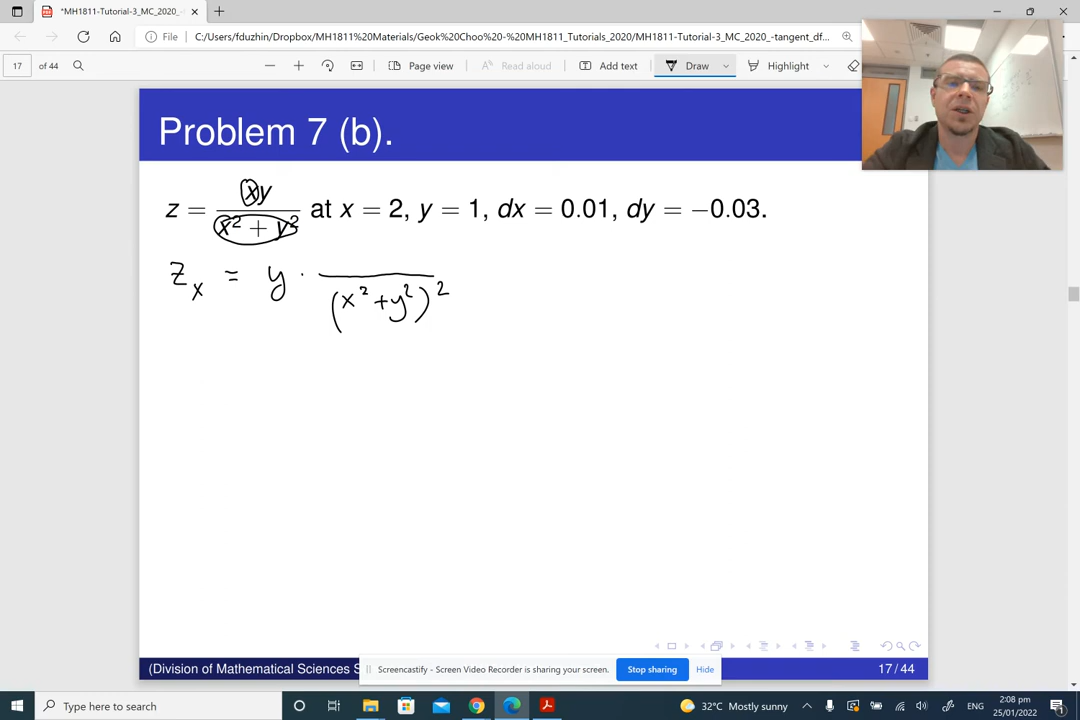 *MH1811-Tutorial-3_MC_2020_-
File
C:/Users/fduzhin/Dropbox/MH1811%20Materials/Geok%20Choo%20-%20MH1811_Tutorials_2020/MH1811-Tutorial-3_MC_2020_-tangent_df...
17 of 44 Page view Read aloud Add text Draw Highlight
Problem 7 (b).
z = xy / (x² + y²) at x = 2, y = 1, dx = 0.01, dy = −0.03.
z_x = y · — / (x² + y²)²
(Division of Mathematical Sciences S
17 / 44
Screencastify - Screen Video Recorder is sharing your screen. Stop sharing Hide
Type here to search
32°C Mostly sunny
ENG
2:08 pm
25/01/2022
1